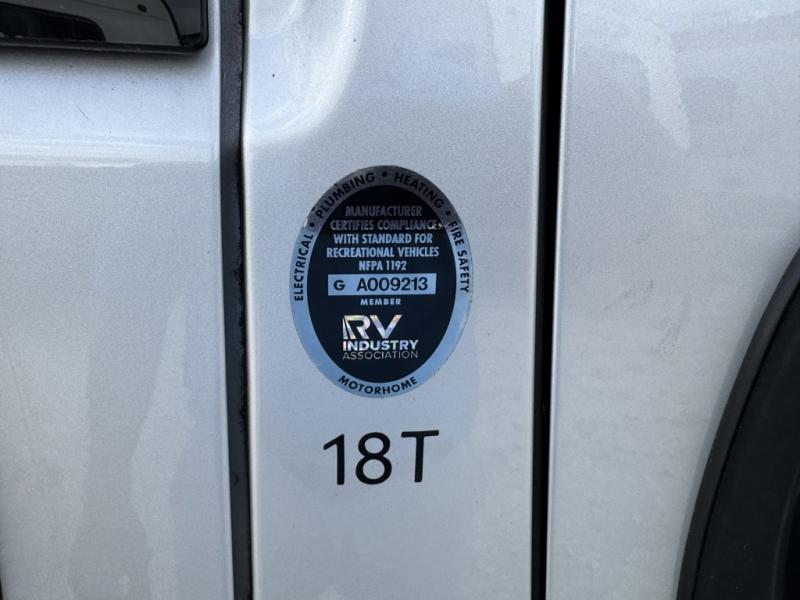 ELECTRICAL • PLUMBING • HEATING • FIRE SAFETY
MANUFACTURER
CERTIFIES COMPLIANCE
WITH STANDARD FOR
RECREATIONAL VEHICLES
NFPA 1192
G A009213
MEMBER
RV
INDUSTRY
ASSOCIATION
MOTORHOME
18T